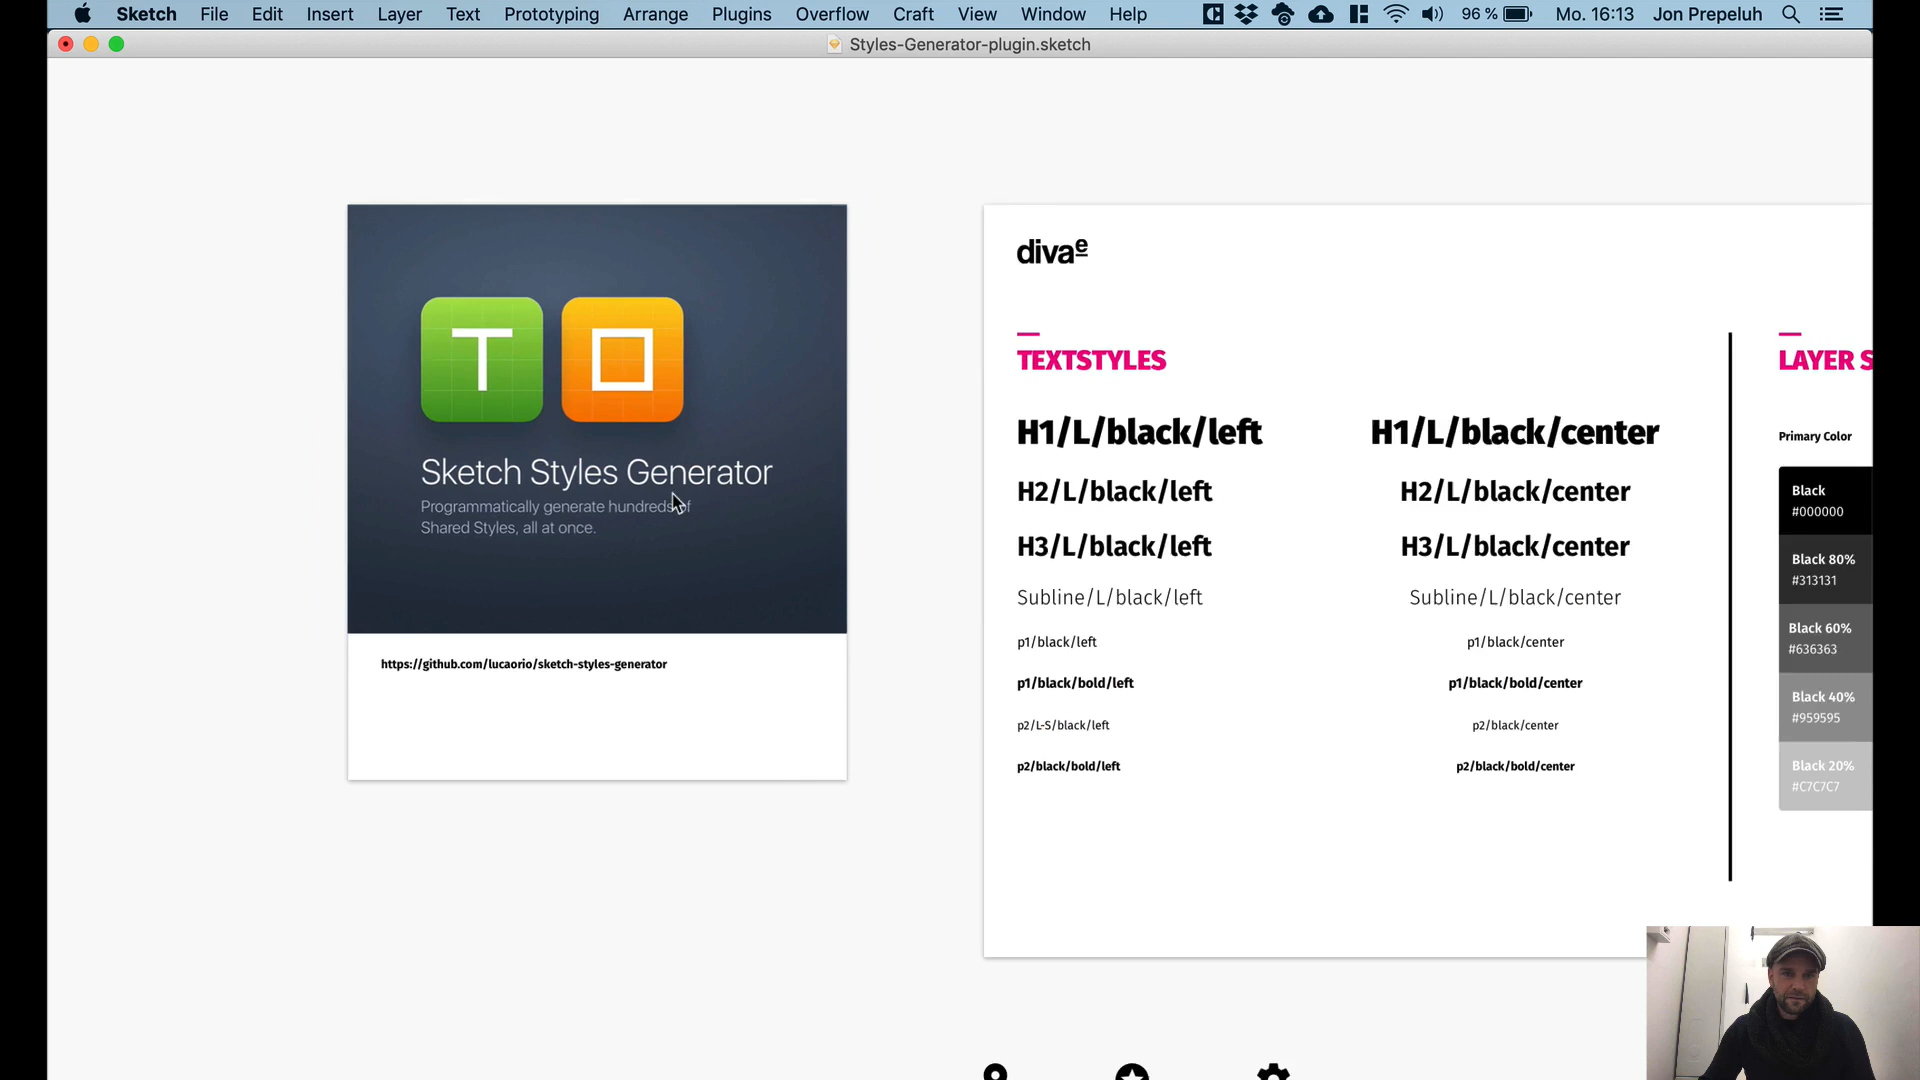 Sketch File Edit Insert Layer Text Prototyping Arrange Plugins Overflow Craft View Window Help 96 % Mo. 16:13 Jon Prepeluh
Styles-Generator-plugin.sketch
T
Sketch Styles Generator
Programmatically generate hundreds of
Shared Styles, all at once.
https://github.com/lucaorio/sketch-styles-generator
divae
TEXTSTYLES
H1/L/black/left
H2/L/black/left
H3/L/black/left
Subline/L/black/left
p1/black/left
p1/black/bold/left
p2/L-S/black/left
p2/black/bold/left
H1/L/black/center
H2/L/black/center
H3/L/black/center
Subline/L/black/center
p1/black/center
p1/black/bold/center
p2/black/center
p2/black/bold/center
LAYER S
Primary Color
Black
#000000
Black 80%
#313131
Black 60%
#636363
Black 40%
#959595
Black 20%
#C7C7C7